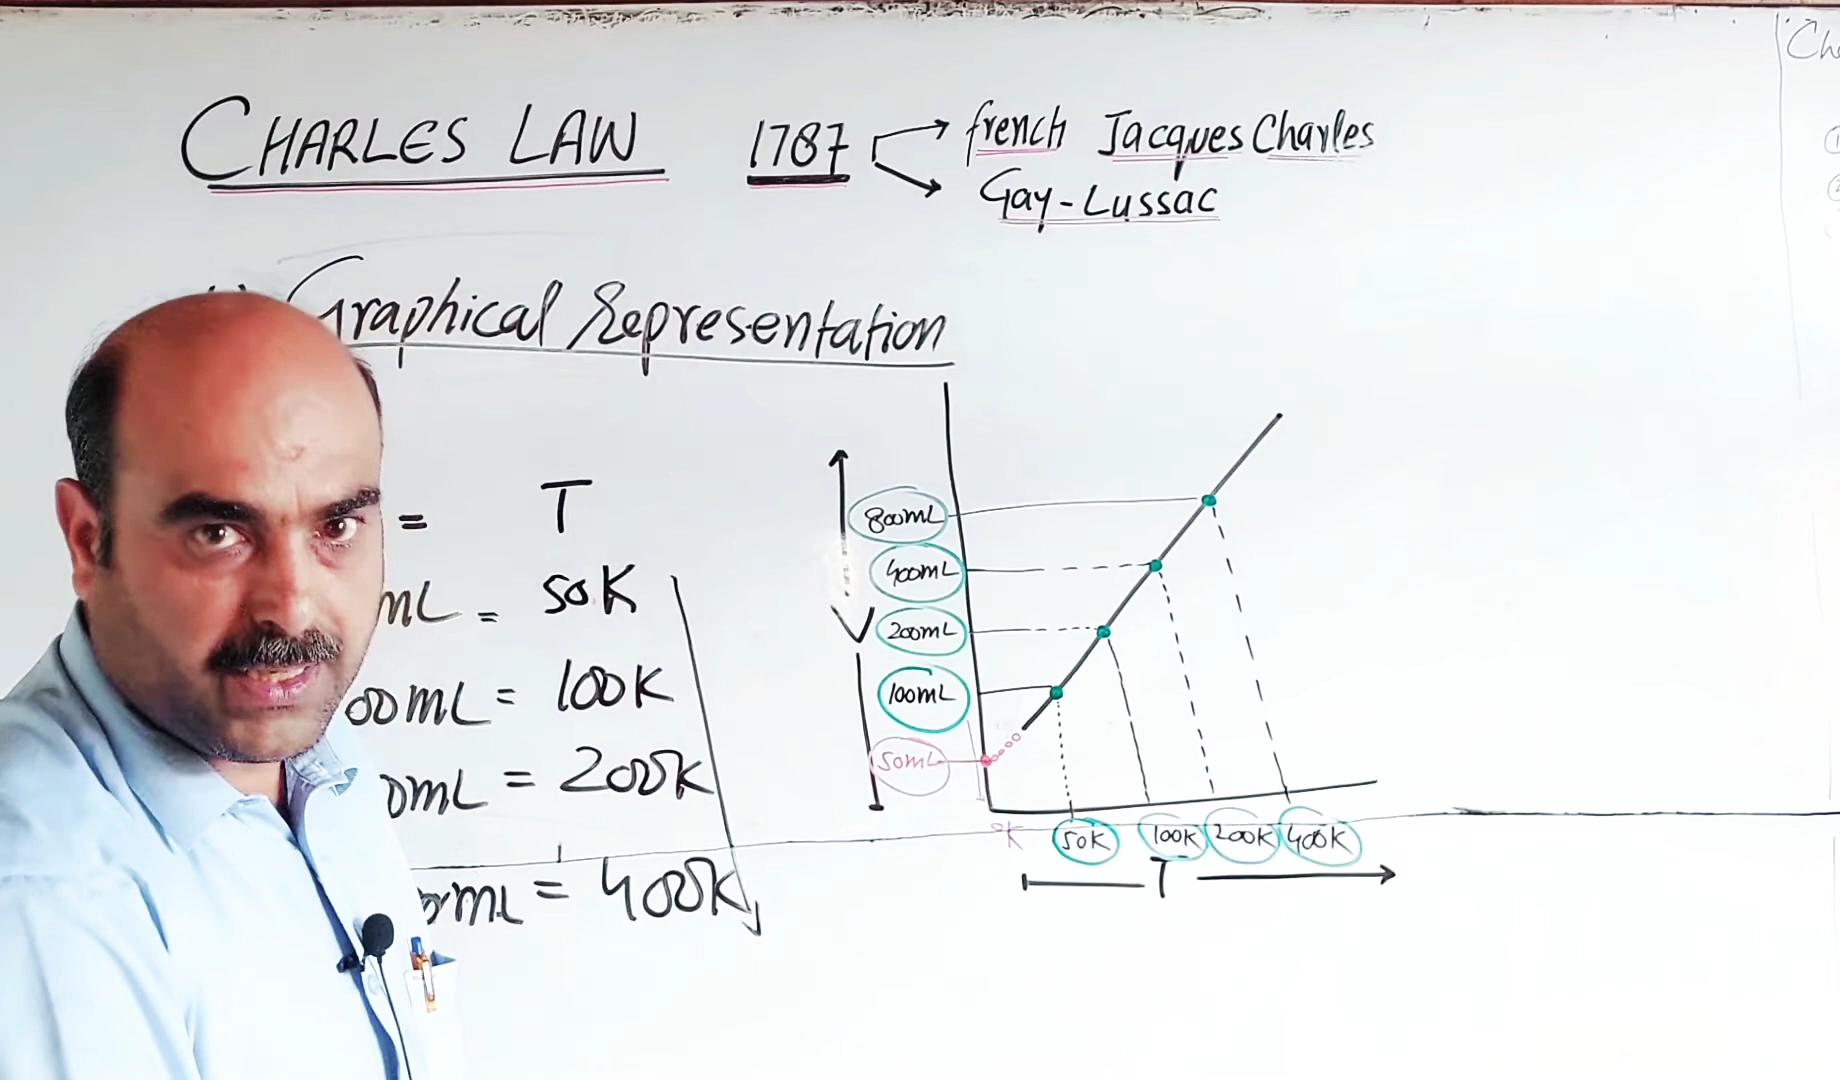 CHARLES LAW 1787 french Jacques Charles
Gay-Lussac
Graphical Representation
= T
mL = 50K
00mL = 100K
0mL = 200K
mL = 400K
800mL
400mL
200mL
100mL
50mL
V
50K 100K 200K 400K
T